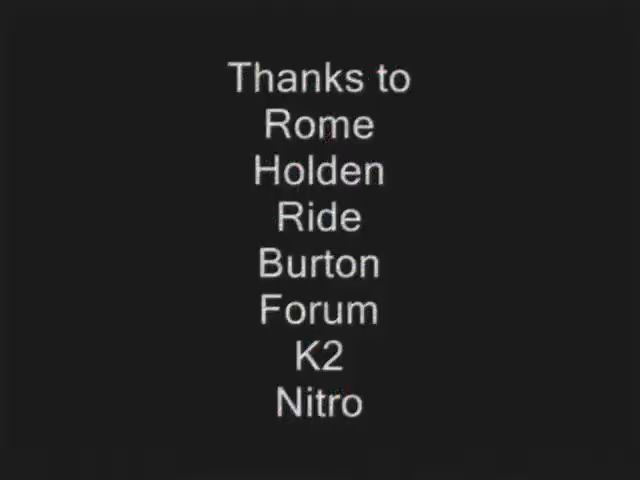 Thanks to
Rome
Holden
Ride
Burton
Forum
K2
Nitro